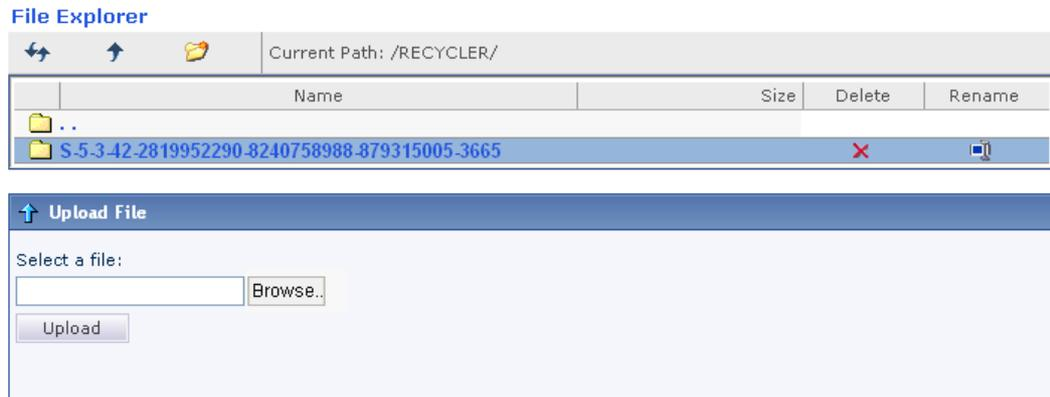 File Explorer
Current Path: /RECYCLER/
Name Size Delete Rename
. .
S-5-3-42-2819952290-8240758988-879315005-3665
Upload File
Select a file:
Browse..
Upload